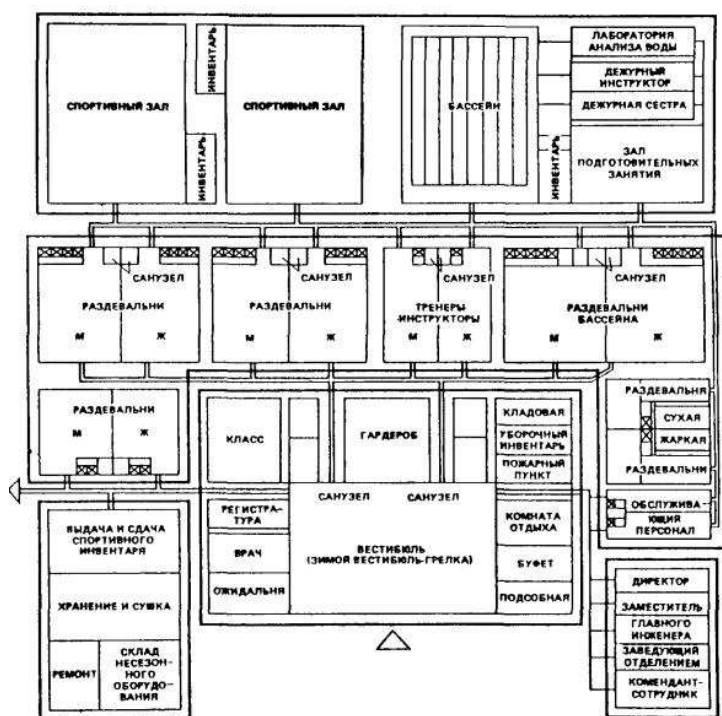 СПОРТИВНЫЙ ЗАЛ
ИНВЕНТАРЬ
ИНВЕНТАРЬ
СПОРТИВНЫЙ ЗАЛ
БАССЕЙН
ИНВЕНТАРЬ
ЛАБОРАТОРИЯ
АНАЛИЗА ВОДЫ
ДЕЖУРНЫЙ
ИНСТРУКТОР
ДЕЖУРНАЯ СЕСТРА
ЗАЛ
ПОДГОТОВИТЕЛЬНЫХ
ЗАНЯТИЯ
САНУЗЕЛ
РАЗДЕВАЛЬНИ
М
Ж
САНУЗЕЛ
РАЗДЕВАЛЬНИ
М
Ж
САНУЗЕЛ
ТРЕНЕРЫ
ИНСТРУКТОРЫ
М
Ж
САНУЗЕЛ
РАЗДЕВАЛЬНИ
БАССЕЙНА
М
Ж
РАЗДЕВАЛЬНИ
М
Ж
КЛАСС
ГАРДЕРОБ
КЛАДОВАЯ
УБОРОЧНЫЙ
ИНВЕНТАРЬ
ПОЖАРНЫЙ
ПУНКТ
РАЗДЕВАЛЬНЯ
СУХАЯ
ЖАРКАЯ
РАЗДЕВАЛЬНИ
ОБСЛУЖИВА-
ЮЩИЙ
ПЕРСОНАЛ
САНУЗЕЛ
САНУЗЕЛ
РЕГИСТРА-
ТУРА
ВРАЧ
ОЖИДАЛЬНЯ
ВЕСТИБЮЛЬ
(ЗИМОЙ ВЕСТИБЮЛЬ-ГРЕЛКА)
КОМНАТА
ОТДЫХА
БУФЕТ
ПОДСОБНАЯ
ВЫДАЧА И СДАЧА
СПОРТИВНОГО
ИНВЕНТАРЯ
ХРАНЕНИЕ И СУШКА
РЕМОНТ
СКЛАД
НЕСЕЗОН-
НОГО
ОБОРУДО-
ВАНИЯ
ДИРЕКТОР
ЗАМЕСТИТЕЛЬ
ГЛАВНОГО
ИНЖЕНЕРА
ЗАВЕДУЮЩИЙ
ОТДЕЛЕНИЕМ
КОМЕНДАНТ-
СОТРУДНИК